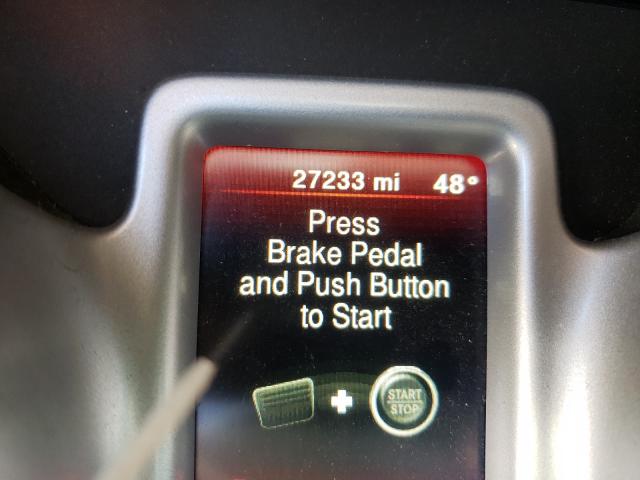 27233 mi 48°
Press
Brake Pedal
and Push Button
to Start
START
STOP